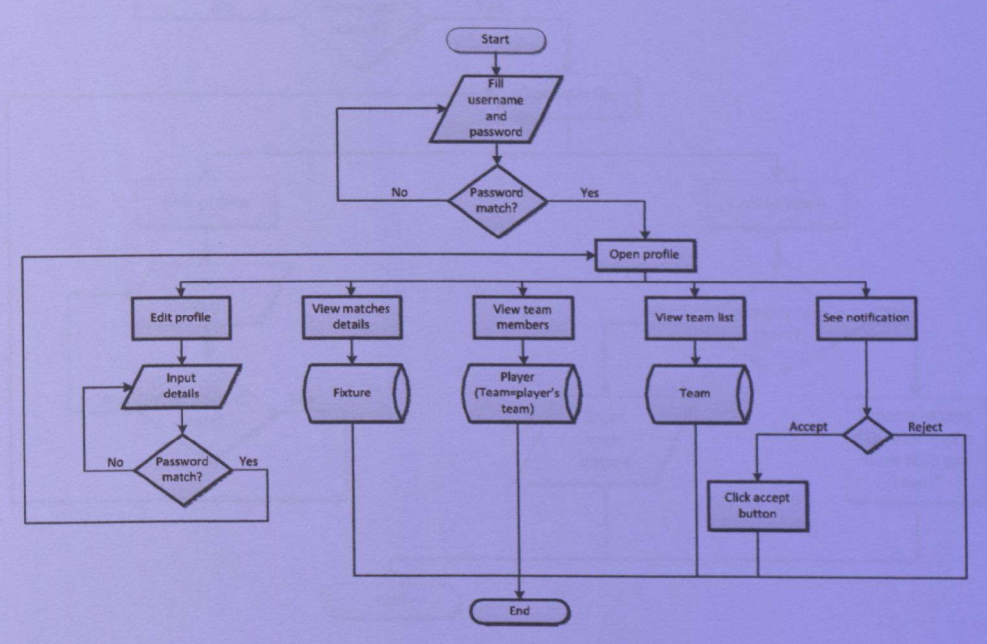 Start
Fill
username
and
password
No
Password
match?
Yes
Open profile
Edit profile
View matches
details
View team
members
View team list
See notification
Input
details
Fixture
Player
(Team=player's
team)
Team
Accept
Reject
No
Password
match?
Yes
Click accept
button
End